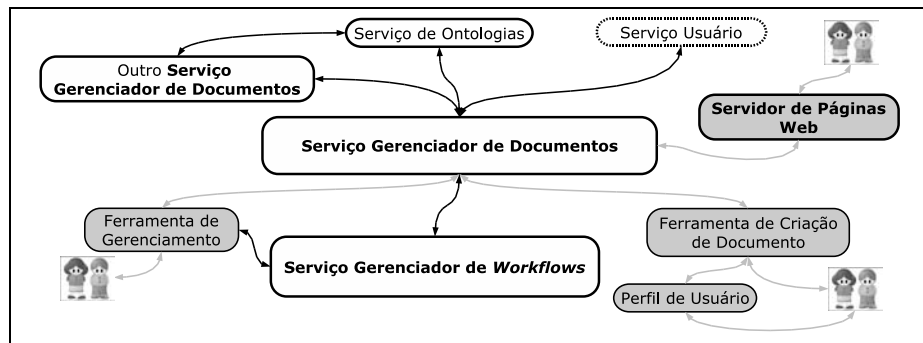 Serviço de Ontologias
Serviço Usuário
Outro Serviço
Gerenciador de Documentos
Servidor de Páginas
Web
Serviço Gerenciador de Documentos
Ferramenta de
Gerenciamento
Ferramenta de Criação
de Documento
Serviço Gerenciador de Workflows
Perfil de Usuário